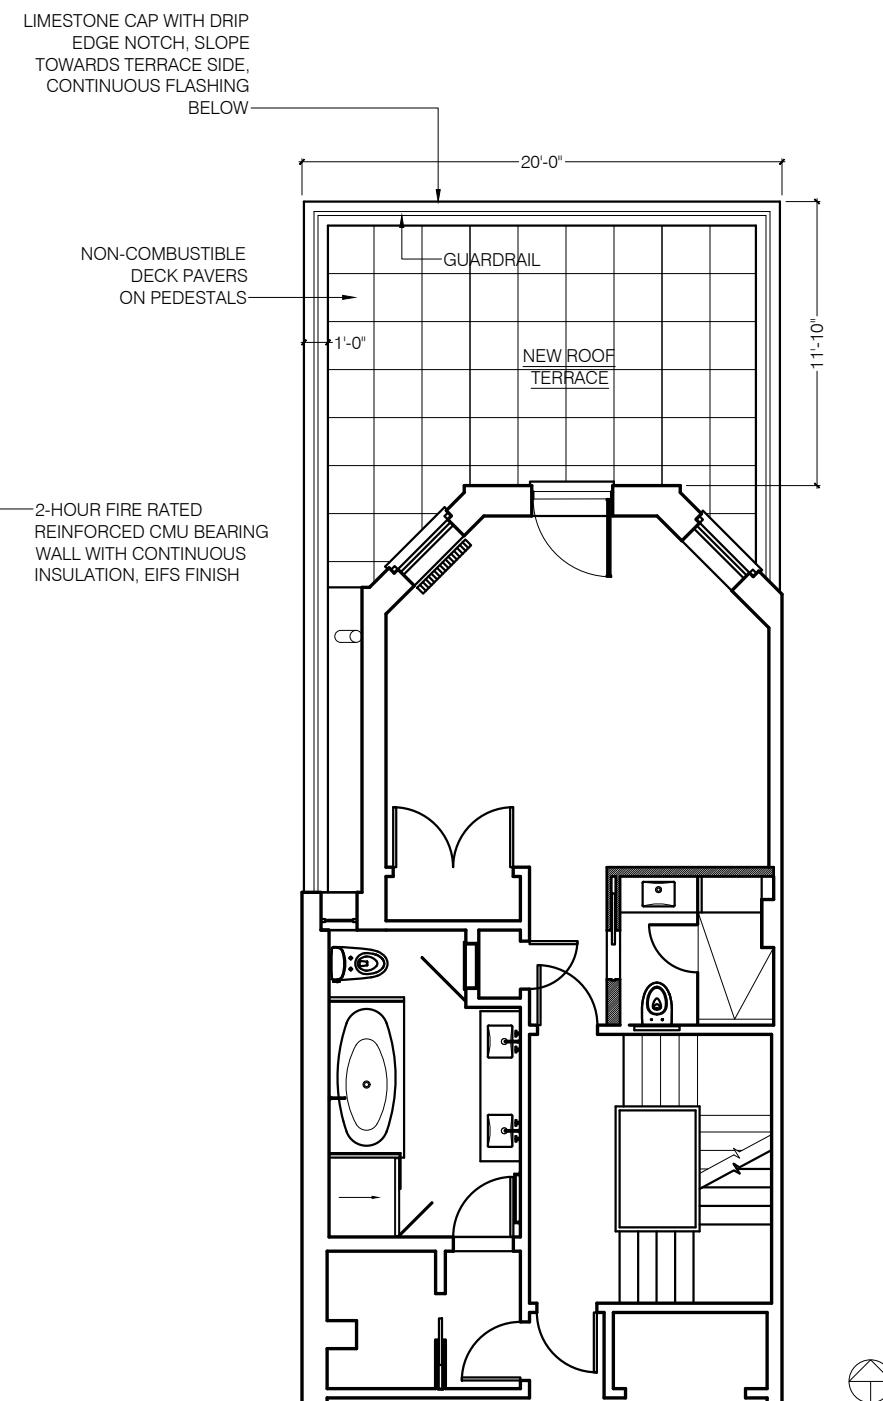 LIMESTONE CAP WITH DRIP
EDGE NOTCH, SLOPE
TOWARDS TERRACE SIDE,
CONTINUOUS FLASHING
BELOW
20'-0"
NON-COMBUSTIBLE
DECK PAVERS
ON PEDESTALS
GUARDRAIL
11'-10"
1'-0"
NEW ROOF
TERRACE
2-HOUR FIRE RATED
REINFORCED CMU BEARING
WALL WITH CONTINUOUS
INSULATION, EIFS FINISH